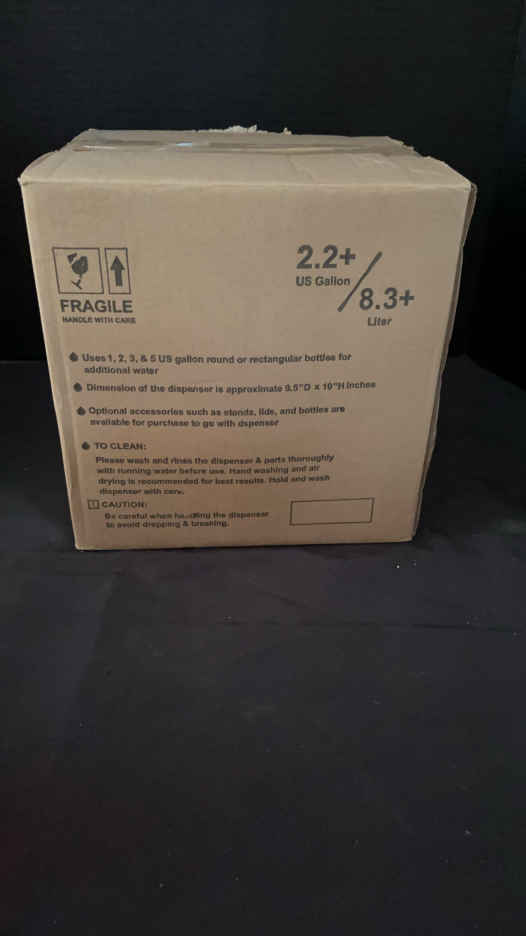 FRAGILE
HANDLE WITH CARE
2.2+
US Gallon
8.3+
Liter
Uses 1, 2, 3, & 5 US gallon round or rectangular bottles for
additional water
Dimension of the dispenser is approximate 9.5"D x 10"H inches
Optional accessories such as stands, lids, and bottles are
available for purchase to go with dspenser
TO CLEAN:
Please wash and rinse the dispenser & parts thoroughly
with running water before use. Hand washing and air
drying is recommended for best results. Hold and wash
dispenser with care.
CAUTION:
Be careful when handling the dispenser
to avoid dropping & breaking.